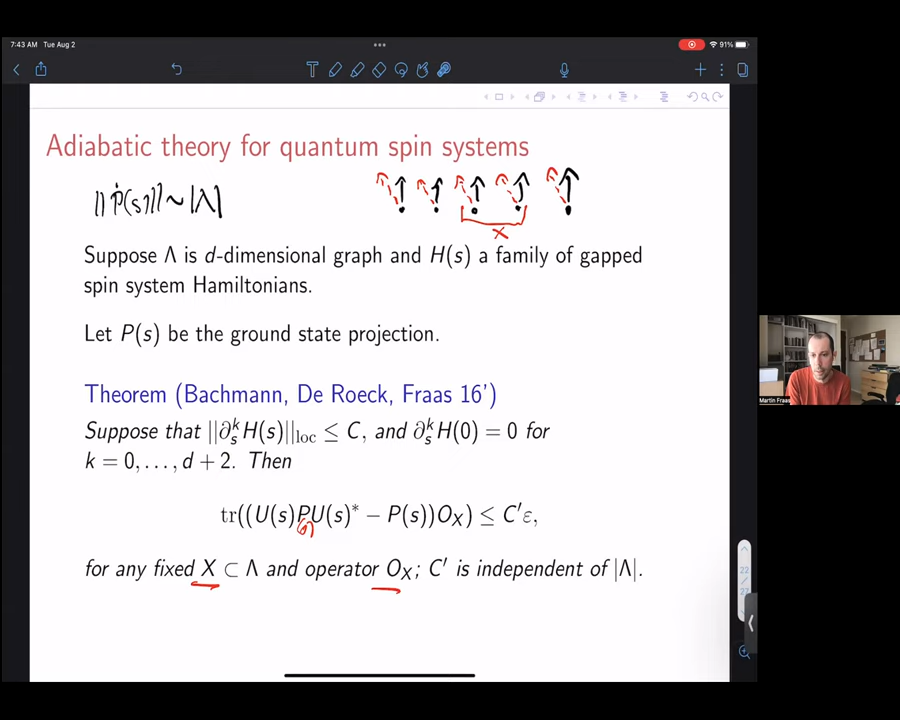 7:43 AM Tue Aug 2
91%
Adiabatic theory for quantum spin systems
||Ṗ(s)|| ~ |Λ|
X
Suppose Λ is d-dimensional graph and H(s) a family of gapped
spin system Hamiltonians.
Let P(s) be the ground state projection.
Theorem (Bachmann, De Roeck, Fraas 16')
Suppose that ||∂ₛᵏH(s)||loc ≤ C, and ∂ₛᵏH(0) = 0 for
k = 0, . . . , d + 2. Then
tr((U(s)PU(s)* − P(s))O_X) ≤ C′ε,
(0)
for any fixed X ⊂ Λ and operator O_X; C′ is independent of |Λ|.
Martin Fraas